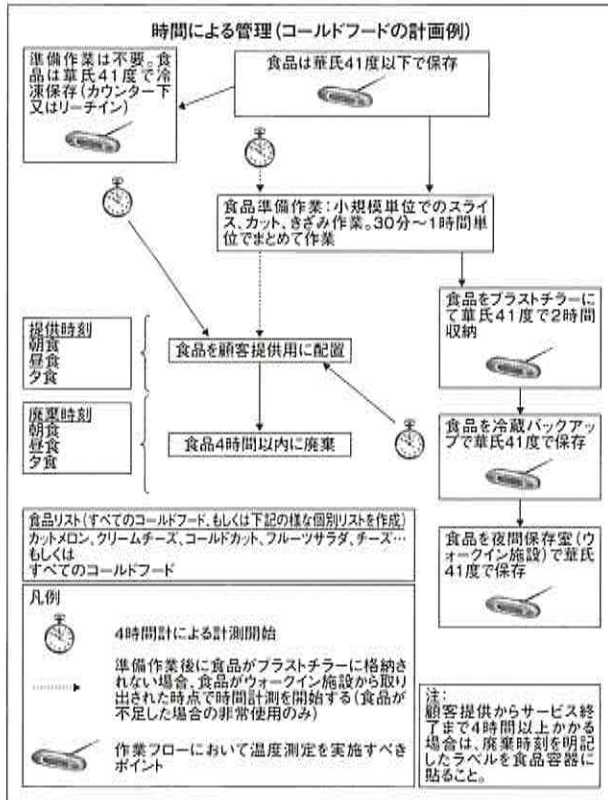 時間による管理(コールドフードの計画例)
準備作業は不要。食
品は華氏41度で冷
凍保存(カウンター下
又はリーチイン)
食品は華氏41度以下で保存
食品準備作業:小規模単位でのスライ
ス、カット、きざみ作業。30分~1時間単
位でまとめて作業
食品をブラストチラーに
て華氏41度で2時間
収納
提供時刻
朝食
昼食
夕食
食品を顧客提供用に配置
廃棄時刻
朝食
昼食
夕食
食品4時間以内に廃棄
食品を冷蔵バックアッ
プで華氏41度で保存
食品を夜間保存室(ウ
ォークイン施設)で華氏
41度で保存
食品リスト(すべてのコールドフード、もしくは下記の様な個別リストを作成)
カットメロン、クリームチーズ、コールドカット、フルーツサラダ、チーズ…
もしくは
すべてのコールドフード
凡例
4時間計による計測開始
準備作業後に食品がブラストチラーに格納さ
れない場合、食品がウォークイン施設から取り
出された時点で時間計測を開始する(食品が
不足した場合の非常使用のみ)
作業フローにおいて温度測定を実施すべき
ポイント
注:
顧客提供からサービス終
了まで4時間以上かかる
場合は、廃棄時刻を明記
したラベルを食品容器に
貼ること。